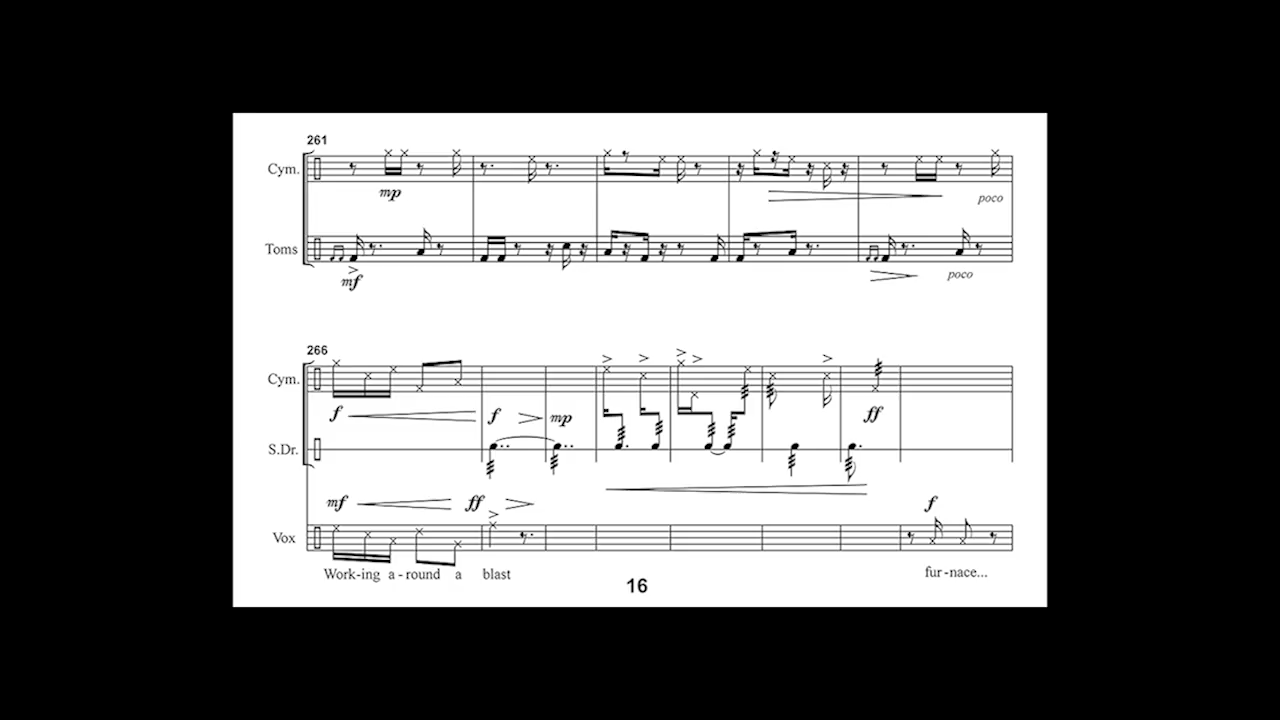 261
Cym.
mp
poco
Toms
mf
poco
266
Cym.
f f mp ff
S.Dr.
mf ff f
Vox
Work-ing a-round a blast fur-nace...
16